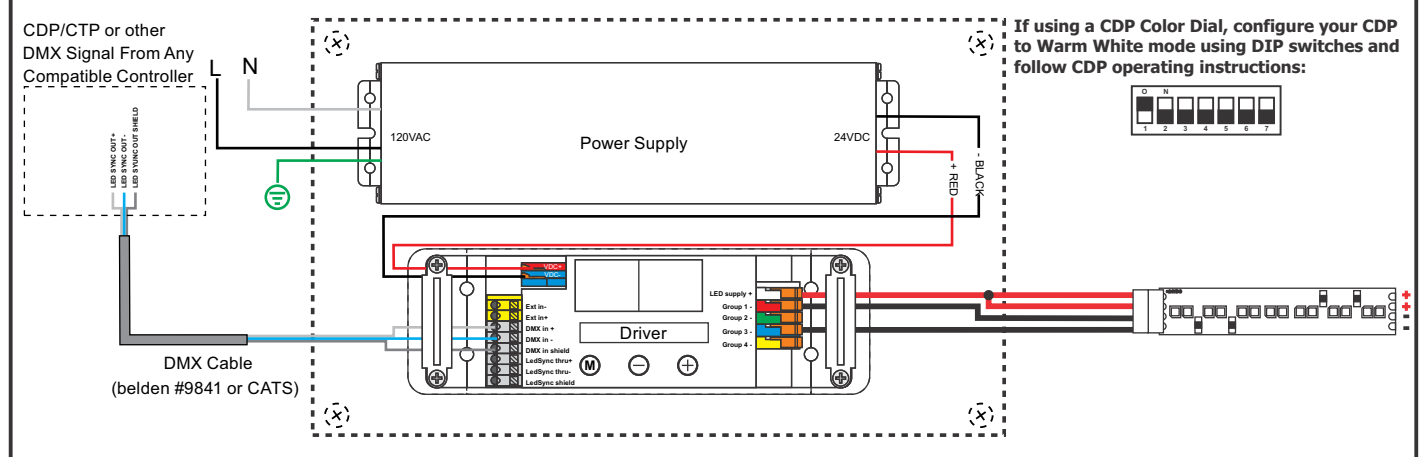 CDP/CTP or other
DMX Signal From Any
Compatible Controller
L
N
If using a CDP Color Dial, configure your CDP
to Warm White mode using DIP switches and
follow CDP operating instructions:
O N
1 2 3 4 5 6 7
120VAC
Power Supply
24VDC
- BLACK
+ RED
LED SYNC OUT +
LED SYNC OUT -
LED SYUNC OUT SHIELD
VDC+
VDC-
Ext in-
Ext in+
DMX in +
DMX in -
DMX in shield
LedSync thru+
LedSync thru-
LedSync shield
Driver
M
LED supply +
Group 1 -
Group 2 -
Group 3 -
Group 4 -
+
+
-
-
DMX Cable
(belden #9841 or CATS)